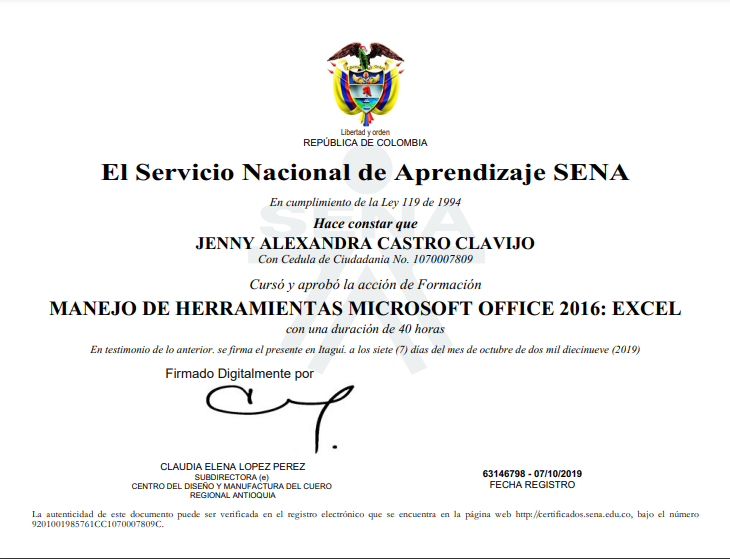 Libertad y orden
REPÚBLICA DE COLOMBIA
El Servicio Nacional de Aprendizaje SENA
En cumplimiento de la Ley 119 de 1994
SENA
Hace constar que
JENNY ALEXANDRA CASTRO CLAVIJO
Con Cedula de Ciudadania No. 1070007809
Cursó y aprobó la acción de Formación
MANEJO DE HERRAMIENTAS MICROSOFT OFFICE 2016: EXCEL
con una duración de 40 horas
En testimonio de lo anterior. se firma el presente en Itaguí. a los siete (7) días del mes de octubre de dos mil diecinueve (2019)
Firmado Digitalmente por
CLAUDIA ELENA LOPEZ PEREZ
SUBDIRECTORA (e)
CENTRO DEL DISEÑO Y MANUFACTURA DEL CUERO
REGIONAL ANTIOQUIA
63146798 - 07/10/2019
FECHA REGISTRO
La autenticidad de este documento puede ser verificada en el registro electrónico que se encuentra en la página web http://certificados.sena.edu.co, bajo el número
9201001985761CC1070007809C.